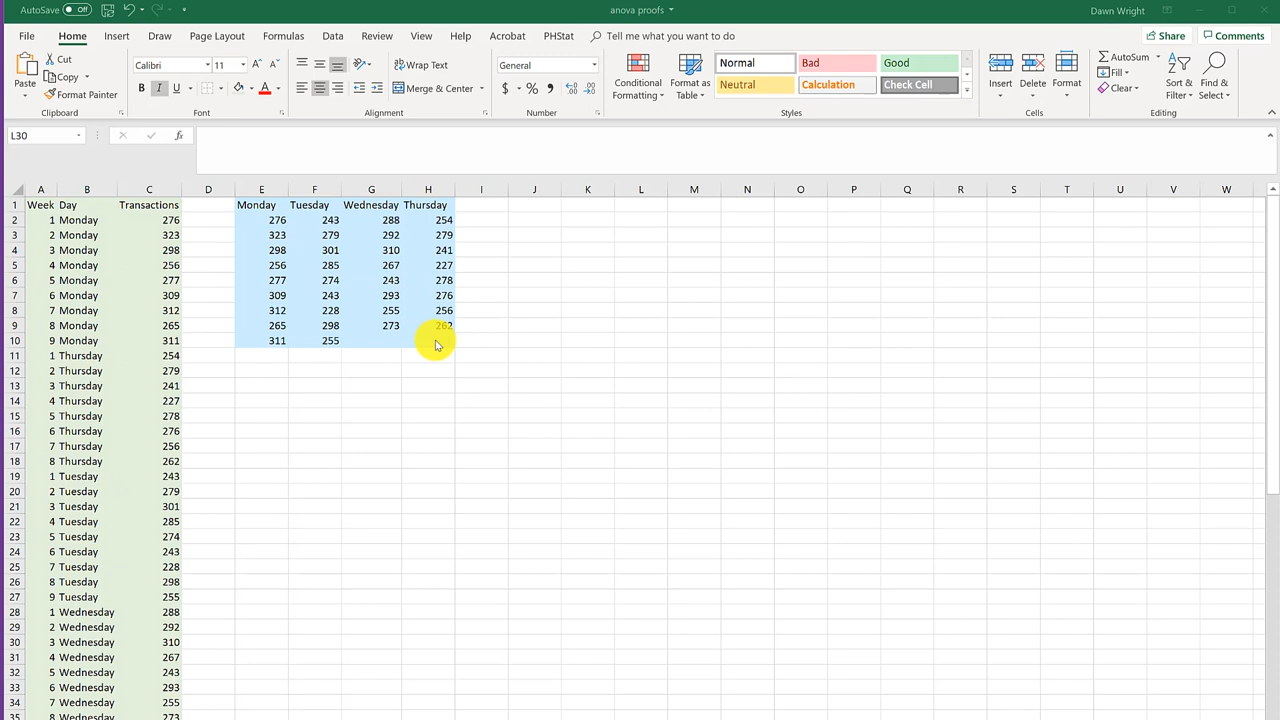 AutoSave Off anova proofs Dawn Wright
File Home Insert Draw Page Layout Formulas Data Review View Help Acrobat PHStat Tell me what you want to do Share Comments
Paste Cut Copy Format Painter
Clipboard
Calibri 11
B I U
Font
Wrap Text
Merge & Center
Alignment
General
$ % ,
Number
Conditional Formatting
Format as Table
Normal Bad Good
Neutral Calculation Check Cell
Styles
Insert Delete Format
Cells
AutoSum
Fill
Clear
Sort & Filter
Find & Select
Editing
L30 fx
A B C D E F G H I J K L M N O P Q R S T U V W
1 Week Day Transactions Monday Tuesday Wednesday Thursday
2 1 Monday 276 276 243 288 254
3 2 Monday 323 323 279 292 279
4 3 Monday 298 298 301 310 241
5 4 Monday 256 256 285 267 227
6 5 Monday 277 277 274 243 278
7 6 Monday 309 309 243 293 276
8 7 Monday 312 312 228 255 256
9 8 Monday 265 265 298 273 262
10 9 Monday 311 311 255
11 1 Thursday 254
12 2 Thursday 279
13 3 Thursday 241
14 4 Thursday 227
15 5 Thursday 278
16 6 Thursday 276
17 7 Thursday 256
18 8 Thursday 262
19 1 Tuesday 243
20 2 Tuesday 279
21 3 Tuesday 301
22 4 Tuesday 285
23 5 Tuesday 274
24 6 Tuesday 243
25 7 Tuesday 228
26 8 Tuesday 298
27 9 Tuesday 255
28 1 Wednesday 288
29 2 Wednesday 292
30 3 Wednesday 310
31 4 Wednesday 267
32 5 Wednesday 243
33 6 Wednesday 293
34 7 Wednesday 255
35 8 Wednesday 273